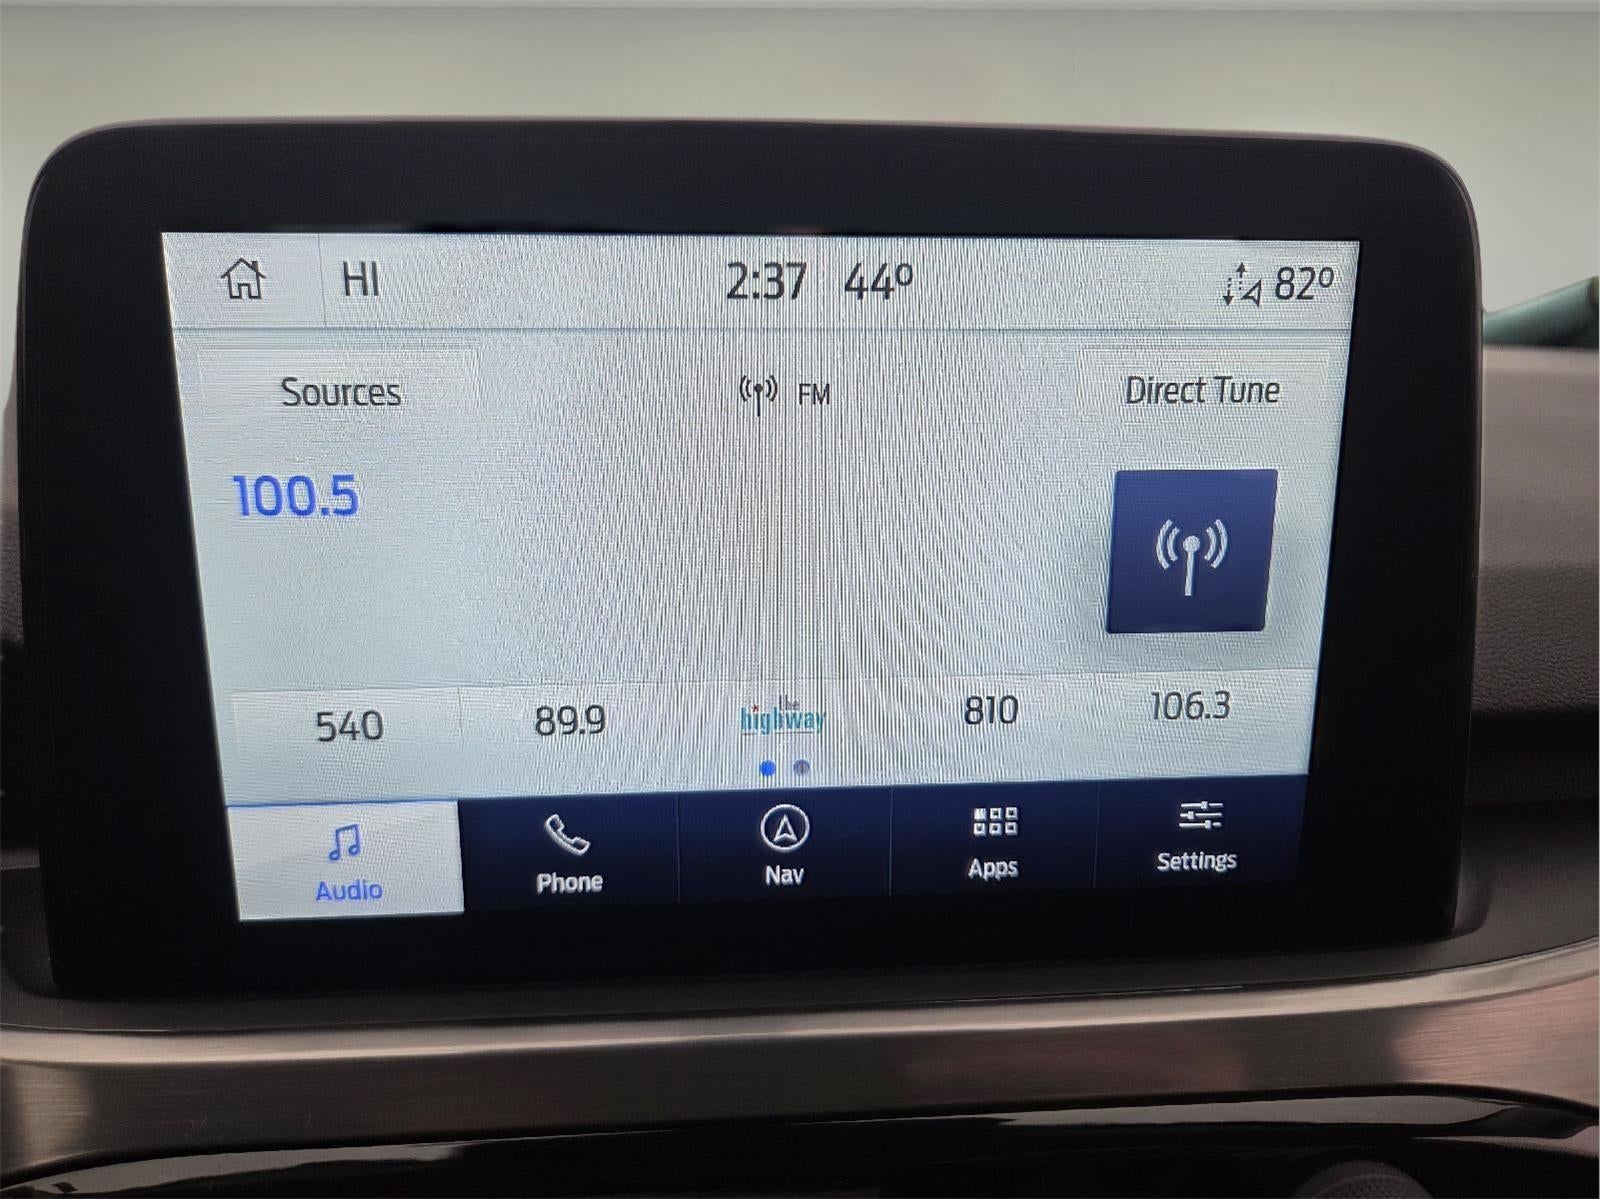 HI 2:37 44° 82°
Sources FM Direct Tune
100.5
540 89.9 the highway 810 106.3
Audio Phone Nav Apps Settings